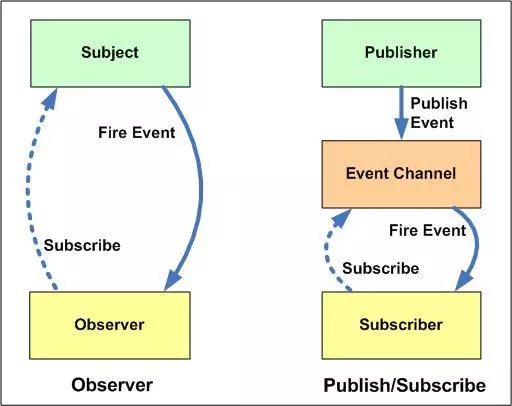 Subject
Fire Event
Subscribe
Observer
Observer
Publisher
Publish
Event
Event Channel
Fire Event
Subscribe
Subscriber
Publish/Subscribe